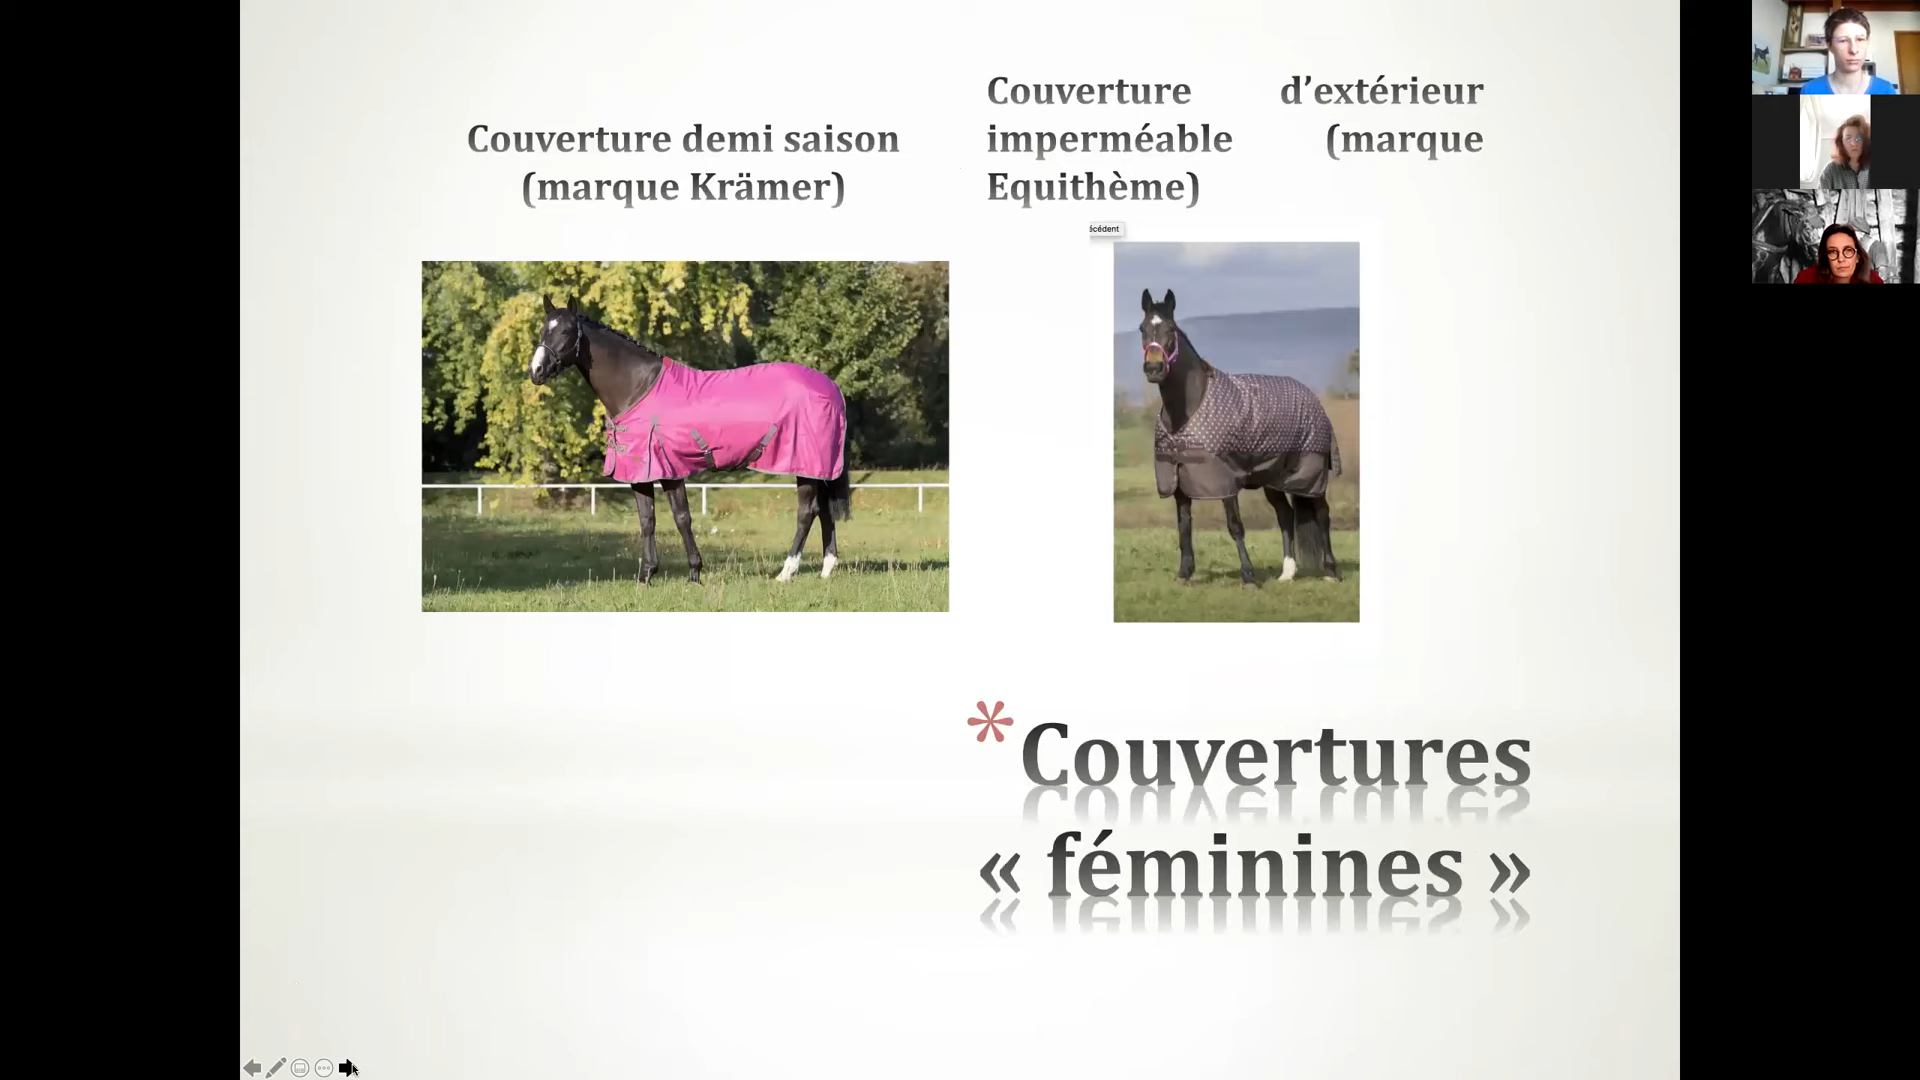 Couverture demi saison
(marque Krämer)
Couverture d’extérieur
imperméable (marque
Equithème)
écédent
* Couvertures
« féminines »